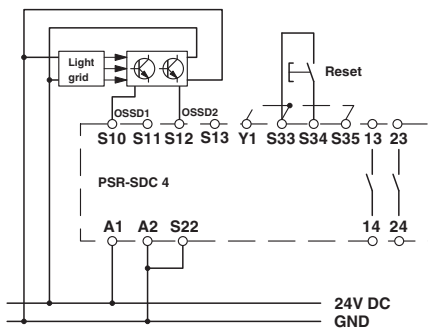 Light
grid
Reset
OSSD1 OSSD2
S10 S11 S12 S13 Y1 S33 S34 S35 13 23
PSR-SDC 4
A1 A2 S22 14 24
24V DC
GND